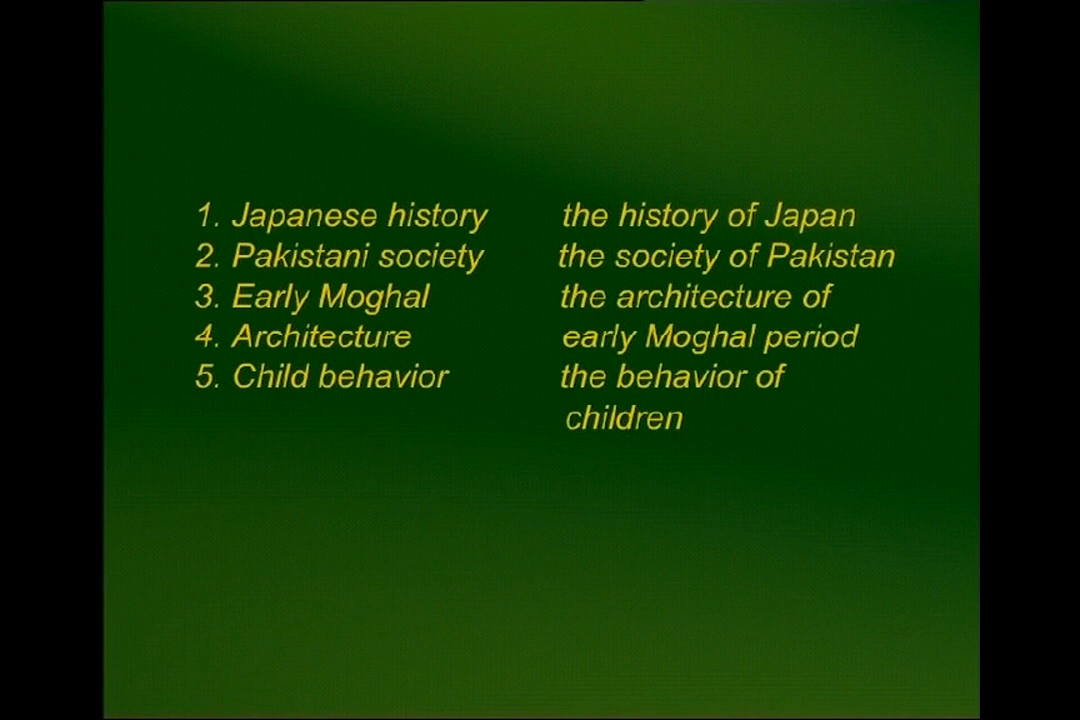 1. Japanese history the history of Japan
2. Pakistani society the society of Pakistan
3. Early Moghal the architecture of
4. Architecture early Moghal period
5. Child behavior the behavior of
children